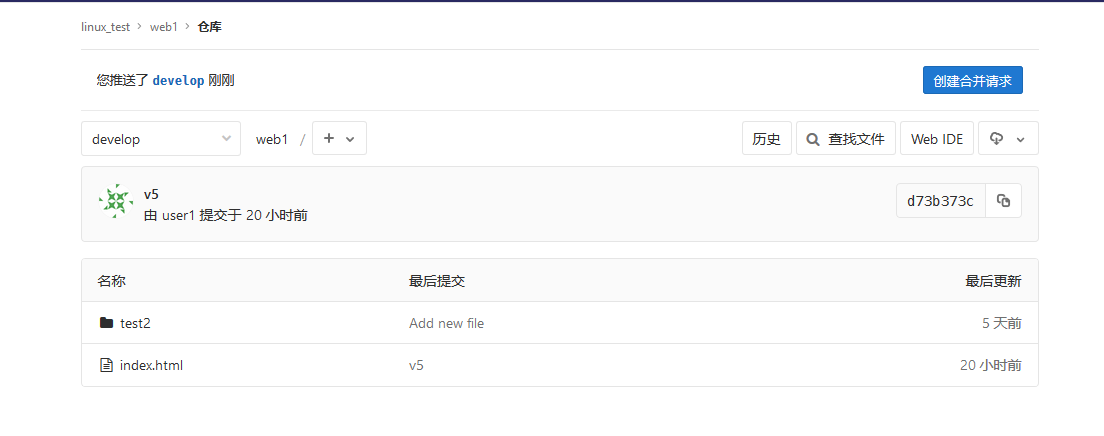 linux_test > web1 > 仓库
您推送了 develop 刚刚
创建合并请求
develop web1 / +
历史 查找文件 Web IDE
v5
由 user1 提交于 20 小时前
d73b373c
名称 最后提交 最后更新
test2 Add new file 5 天前
index.html v5 20 小时前